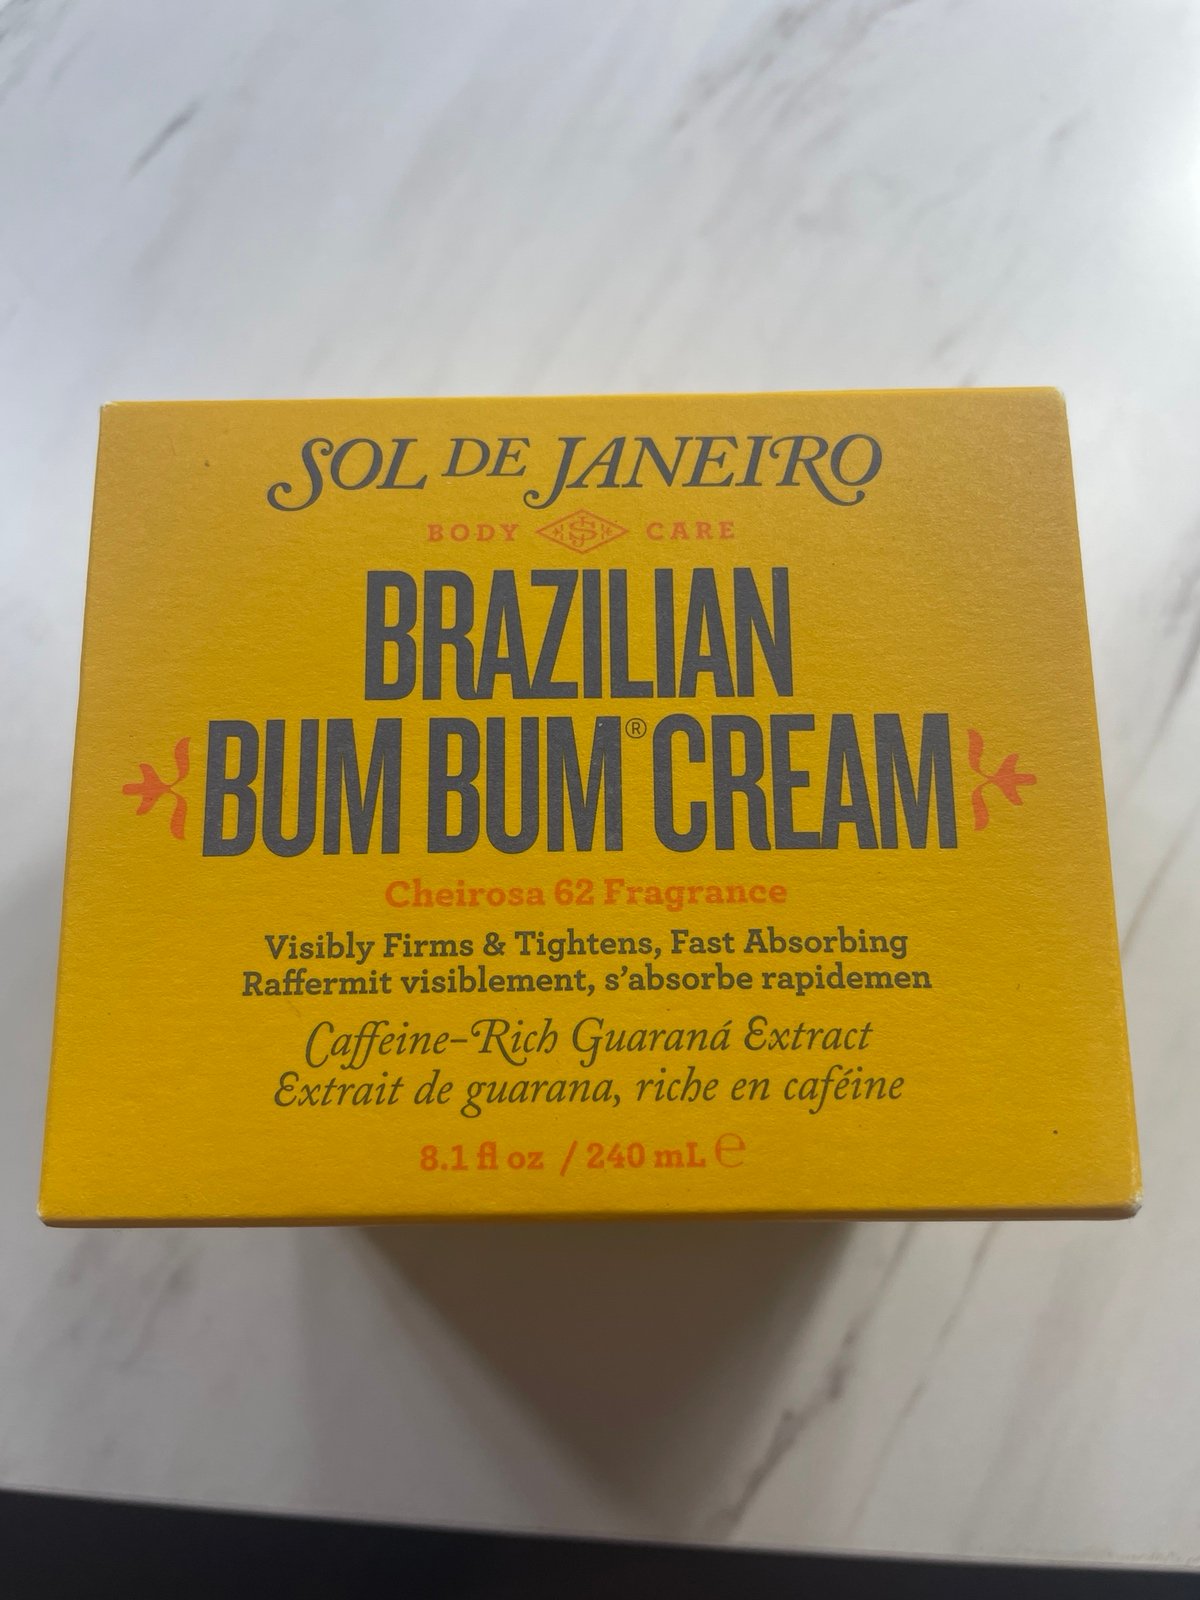 SOL DE JANEIRO
BODY CARE
BRAZILIAN
BUM BUM® CREAM
Cheirosa 62 Fragrance
Visibly Firms & Tightens, Fast Absorbing
Raffermit visiblement, s’absorbe rapidemen
Caffeine-Rich Guaraná Extract
Extrait de guarana, riche en caféine
8.1 fl oz / 240 mL ℮